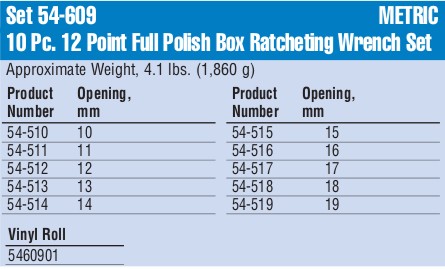 Set 54-609 METRIC
10 Pc. 12 Point Full Polish Box Ratcheting Wrench Set
Approximate Weight, 4.1 lbs. (1,860 g)
Product Opening, Product Opening,
Number mm Number mm
54-510 10 54-515 15
54-511 11 54-516 16
54-512 12 54-517 17
54-513 13 54-518 18
54-514 14 54-519 19
Vinyl Roll
5460901